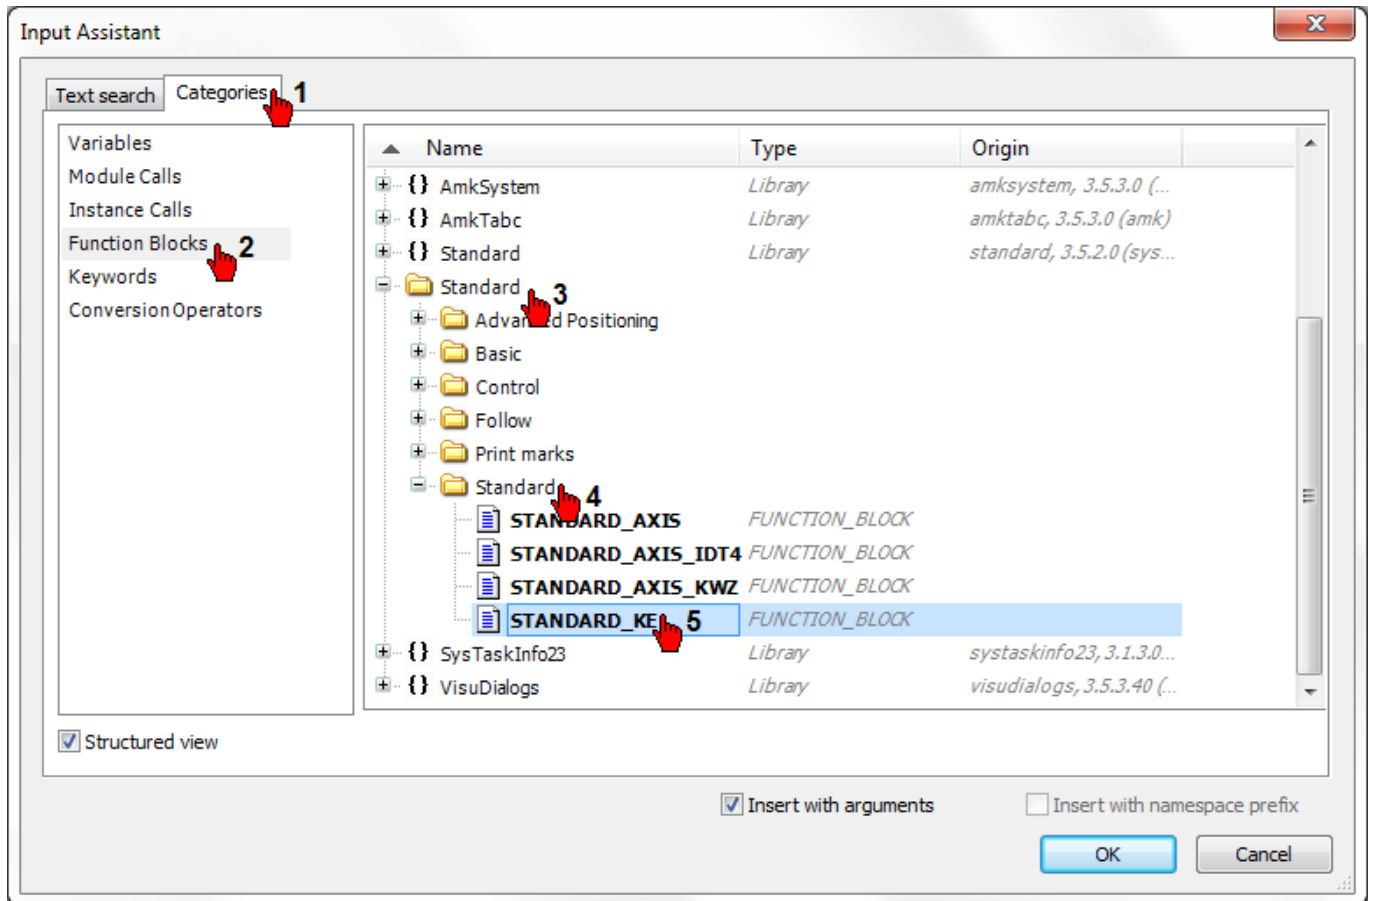 Input Assistant
Text search Categories 1
Variables
Module Calls
Instance Calls
Function Blocks 2
Keywords
Conversion Operators
Name Type Origin
{} AmkSystem Library amksystem, 3.5.3.0 (...
{} AmkTabc Library amktabc, 3.5.3.0 (amk)
{} Standard Library standard, 3.5.2.0 (sys...
Standard 3
Advanced Positioning
Basic
Control
Follow
Print marks
Standard 4
STANDARD_AXIS FUNCTION_BLOCK
STANDARD_AXIS_IDT4 FUNCTION_BLOCK
STANDARD_AXIS_KWZ FUNCTION_BLOCK
STANDARD_KE 5 FUNCTION_BLOCK
{} SysTaskInfo23 Library systaskinfo23, 3.1.3.0...
{} VisuDialogs Library visudialogs, 3.5.3.40 (...
Structured view
Insert with arguments Insert with namespace prefix
OK Cancel